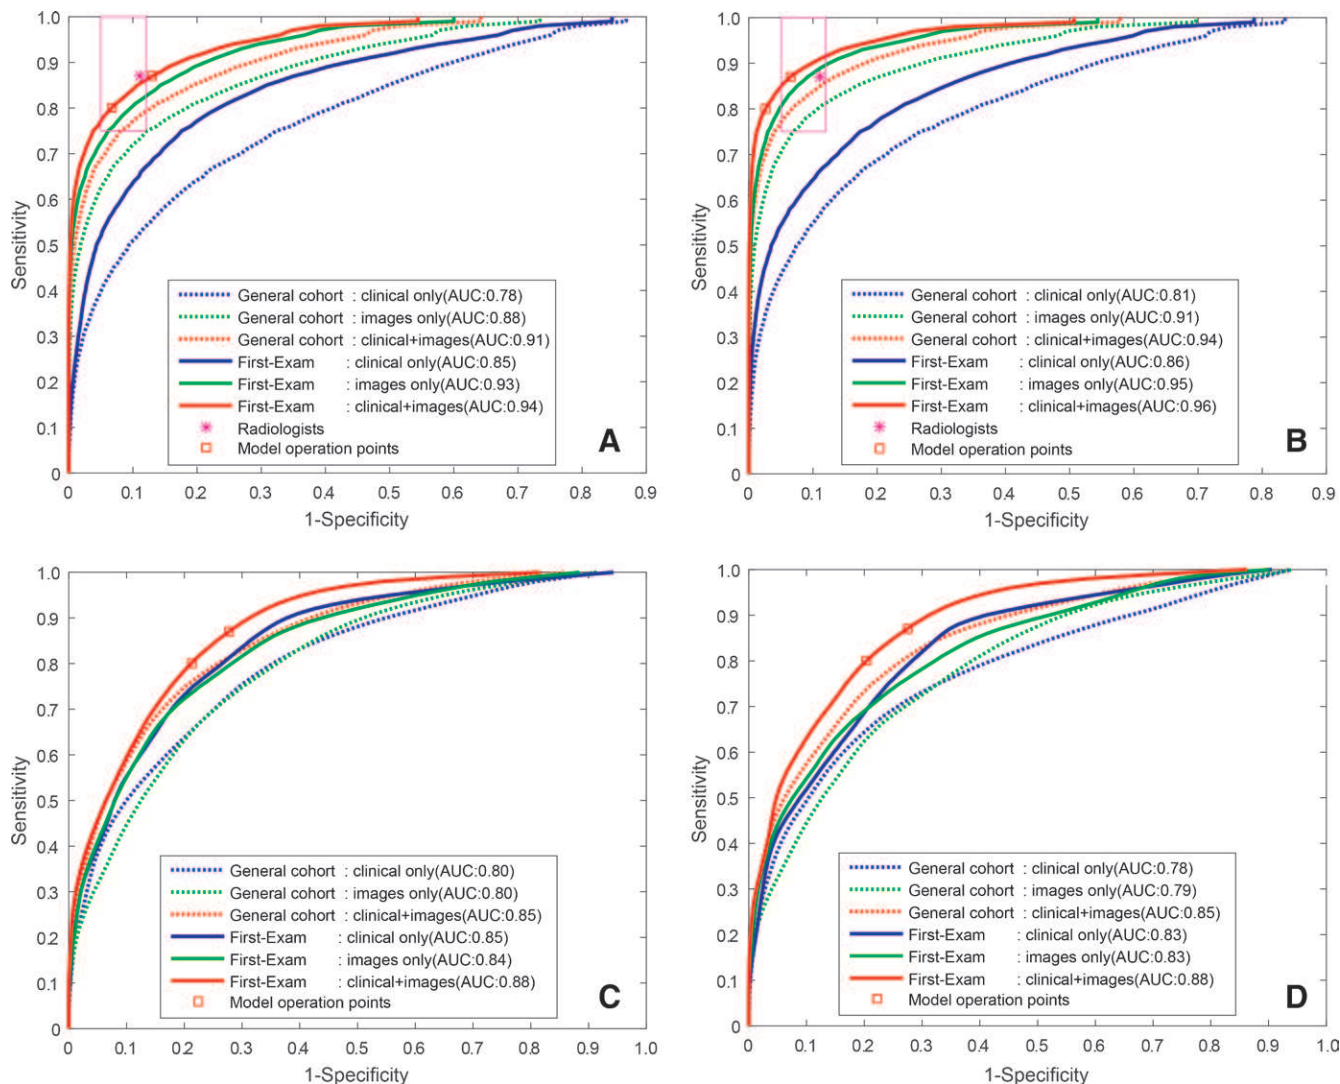 1.0
0.9
0.8
0.7
0.6
0.5
0.4
0.3
0.2
0.1
0
Sensitivity
General cohort : clinical only(AUC:0.78)
General cohort : images only(AUC:0.88)
General cohort : clinical+images(AUC:0.91)
First-Exam : clinical only(AUC:0.85)
First-Exam : images only(AUC:0.93)
First-Exam : clinical+images(AUC:0.94)
Radiologists
Model operation points
A
0 0.1 0.2 0.3 0.4 0.5 0.6 0.7 0.8 0.9
1-Specificity
1.0
0.9
0.8
0.7
0.6
0.5
0.4
0.3
0.2
0.1
0
Sensitivity
General cohort : clinical only(AUC:0.81)
General cohort : images only(AUC:0.91)
General cohort : clinical+images(AUC:0.94)
First-Exam : clinical only(AUC:0.86)
First-Exam : images only(AUC:0.95)
First-Exam : clinical+images(AUC:0.96)
Radiologists
Model operation points
B
0 0.1 0.2 0.3 0.4 0.5 0.6 0.7 0.8 0.9
1-Specificity
1.0
0.9
0.8
0.7
0.6
0.5
0.4
0.3
0.2
0.1
0
Sensitivity
General cohort : clinical only(AUC:0.80)
General cohort : images only(AUC:0.80)
General cohort : clinical+images(AUC:0.85)
First-Exam : clinical only(AUC:0.85)
First-Exam : images only(AUC:0.84)
First-Exam : clinical+images(AUC:0.88)
Model operation points
C
0 0.1 0.2 0.3 0.4 0.5 0.6 0.7 0.8 0.9 1.0
1-Specificity
1.0
0.9
0.8
0.7
0.6
0.5
0.4
0.3
0.2
0.1
0
Sensitivity
General cohort : clinical only(AUC:0.78)
General cohort : images only(AUC:0.79)
General cohort : clinical+images(AUC:0.85)
First-Exam : clinical only(AUC:0.83)
First-Exam : images only(AUC:0.83)
First-Exam : clinical+images(AUC:0.88)
Model operation points
D
0 0.1 0.2 0.3 0.4 0.5 0.6 0.7 0.8 0.9 1.0
1-Specificity